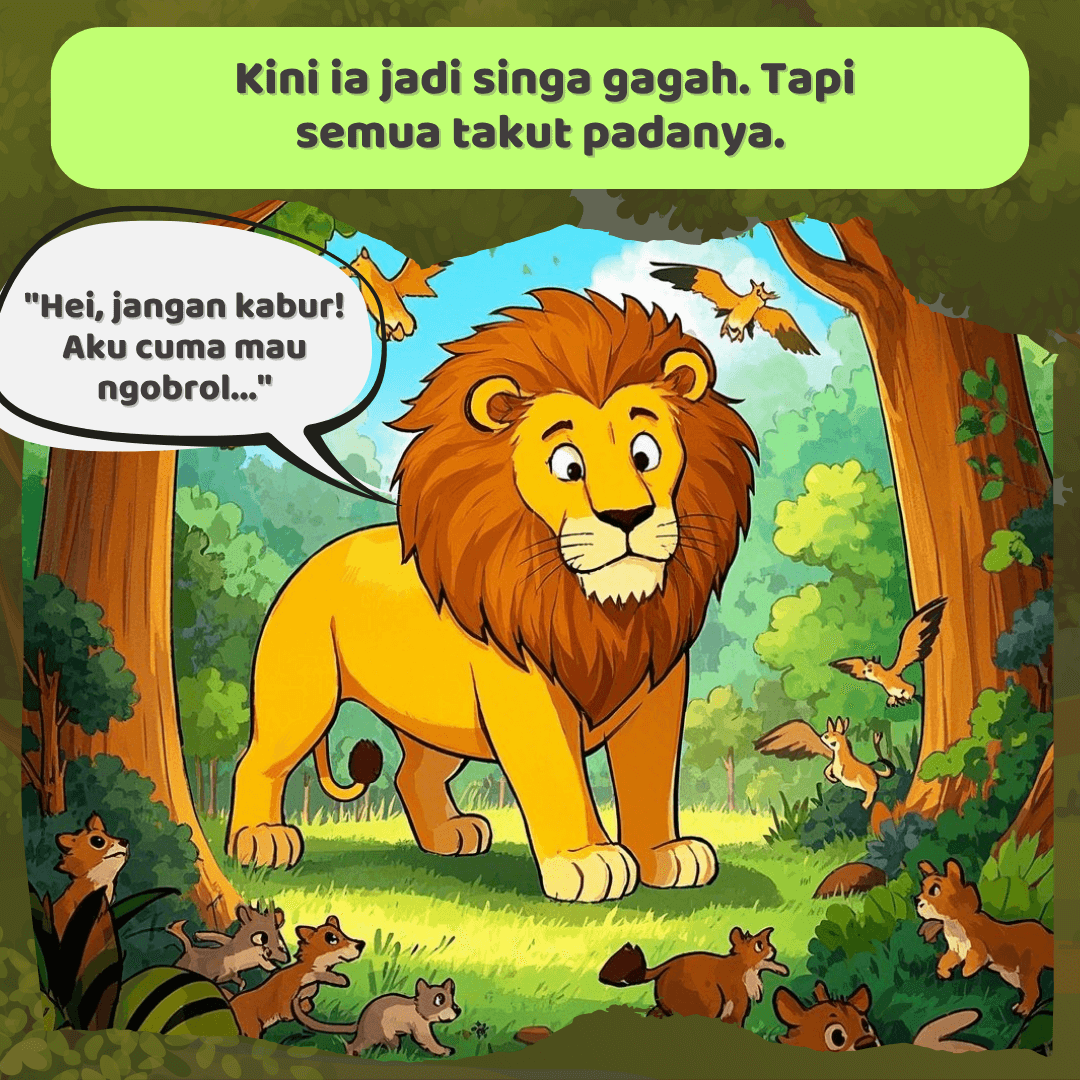 Kini ia jadi singa gagah. Tapi
semua takut padanya.
"Hei, jangan kabur!
Aku cuma mau
ngobrol..."